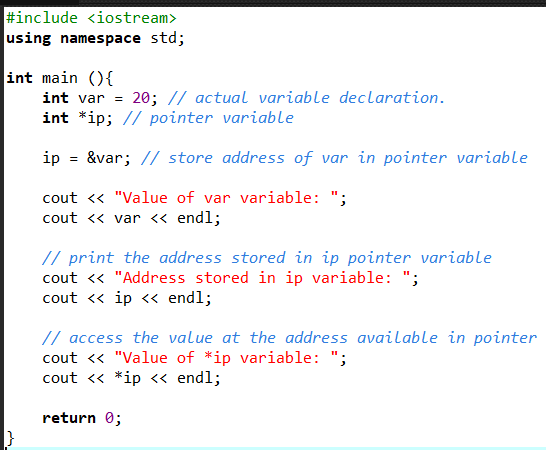 #include <iostream>
using namespace std;
int main (){
int var = 20; // actual variable declaration.
int *ip; // pointer variable
ip = &var; // store address of var in pointer variable
cout << "Value of var variable: ";
cout << var << endl;
// print the address stored in ip pointer variable
cout << "Address stored in ip variable: ";
cout << ip << endl;
// access the value at the address available in pointer
cout << "Value of *ip variable: ";
cout << *ip << endl;
return 0;
}